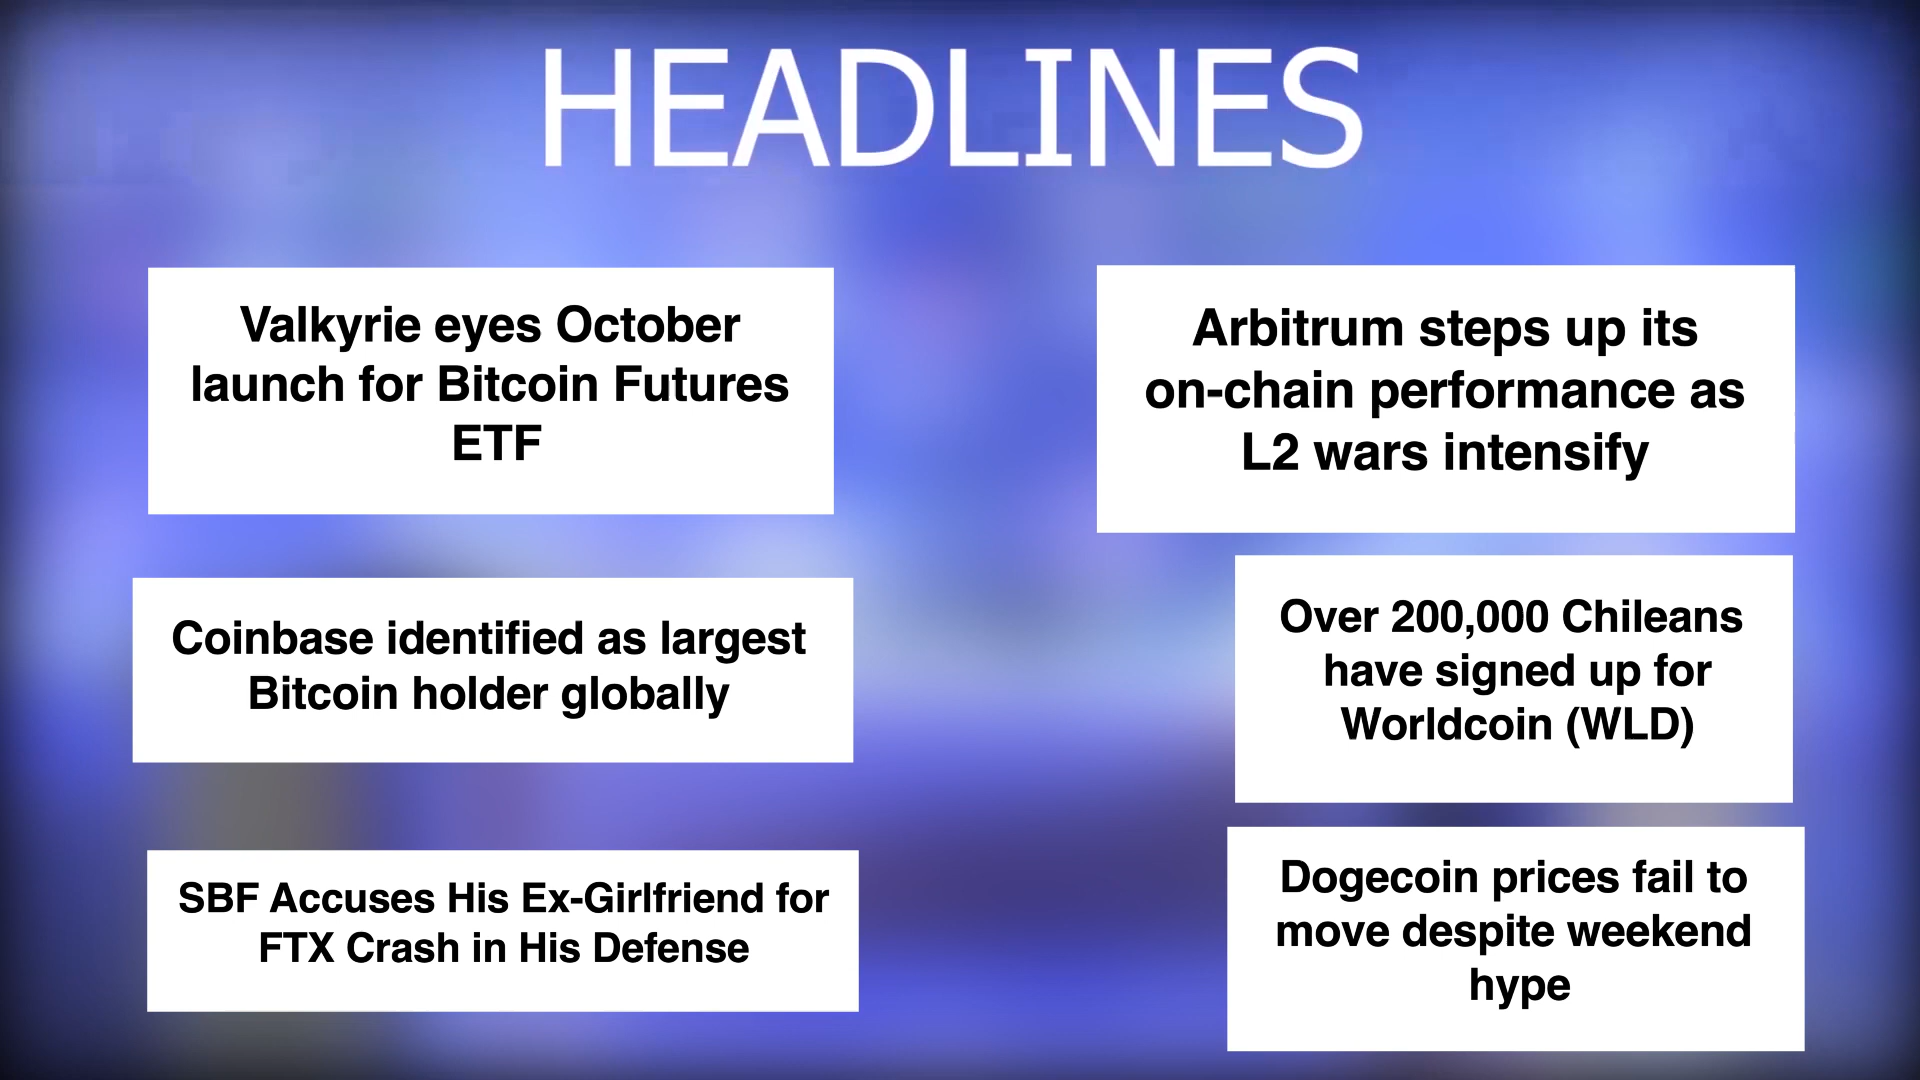 HEADLINES
Valkyrie eyes October
launch for Bitcoin Futures
ETF
Coinbase identified as largest
Bitcoin holder globally
SBF Accuses His Ex-Girlfriend for
FTX Crash in His Defense
Arbitrum steps up its
on-chain performance as
L2 wars intensify
Over 200,000 Chileans
have signed up for
Worldcoin (WLD)
Dogecoin prices fail to
move despite weekend
hype